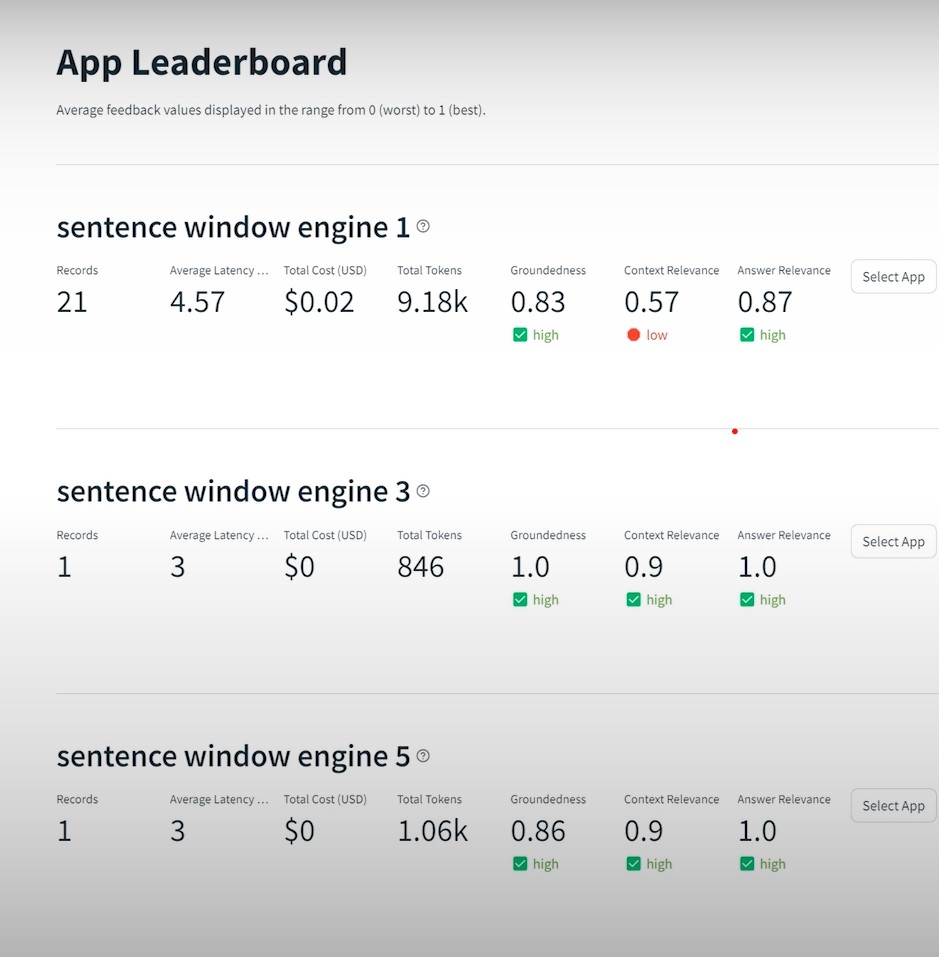 App Leaderboard
Average feedback values displayed in the range from 0 (worst) to 1 (best).
sentence window engine 1
Records Average Latency ... Total Cost (USD) Total Tokens Groundedness Context Relevance Answer Relevance Select App
21 4.57 $0.02 9.18k 0.83 0.57 0.87
high low high
sentence window engine 3
Records Average Latency ... Total Cost (USD) Total Tokens Groundedness Context Relevance Answer Relevance Select App
1 3 $0 846 1.0 0.9 1.0
high high high
sentence window engine 5
Records Average Latency ... Total Cost (USD) Total Tokens Groundedness Context Relevance Answer Relevance Select App
1 3 $0 1.06k 0.86 0.9 1.0
high high high